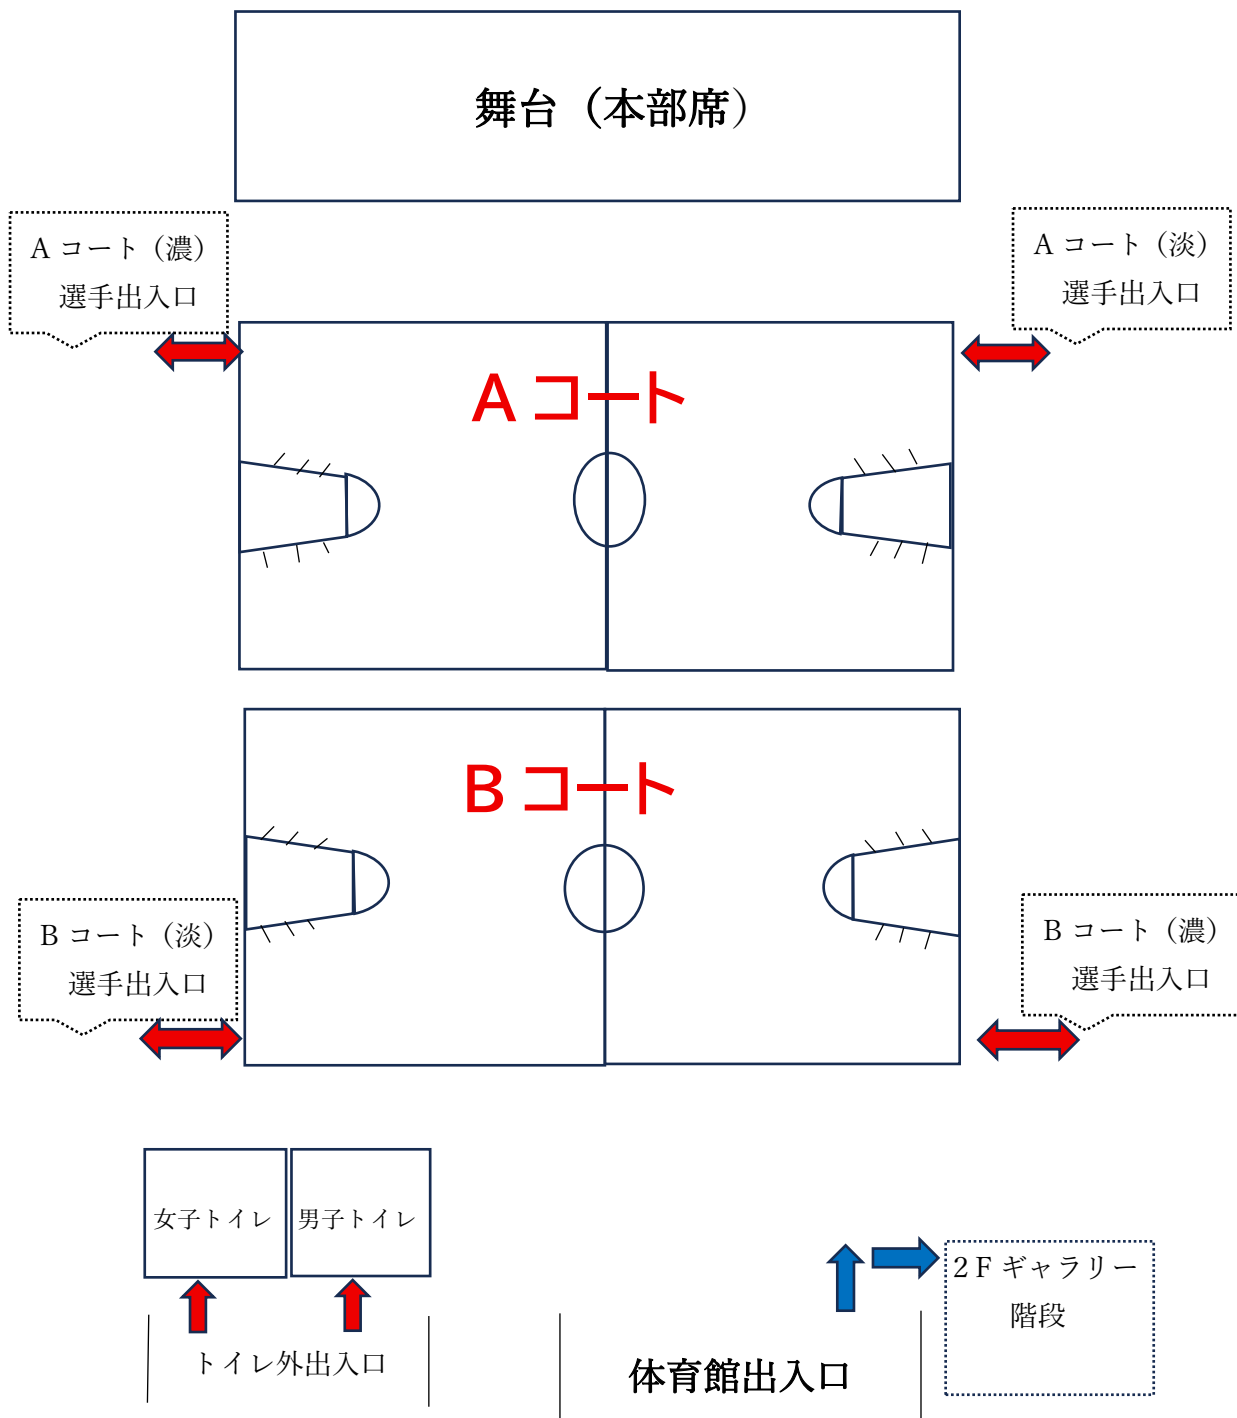 舞台（本部席）
A コート（濃）
選手出入口
A コート（淡）
選手出入口
A コート
B コート
B コート（淡）
選手出入口
B コート（濃）
選手出入口
女子トイレ
男子トイレ
2F ギャラリー
階段
トイレ外出入口
体育館出入口